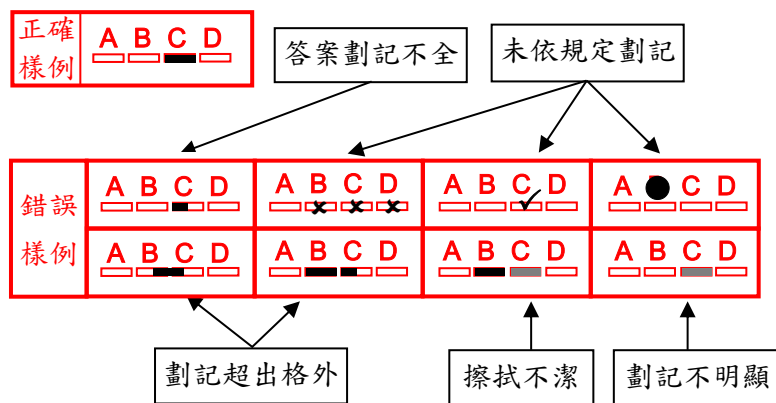 正確
樣例
A B C D
答案劃記不全
未依規定劃記
錯誤
樣例
A B C D
A B C D
A B C D
A C D
A B C D
A B C D
A B C D
A B C D
劃記超出格外
擦拭不潔
劃記不明顯